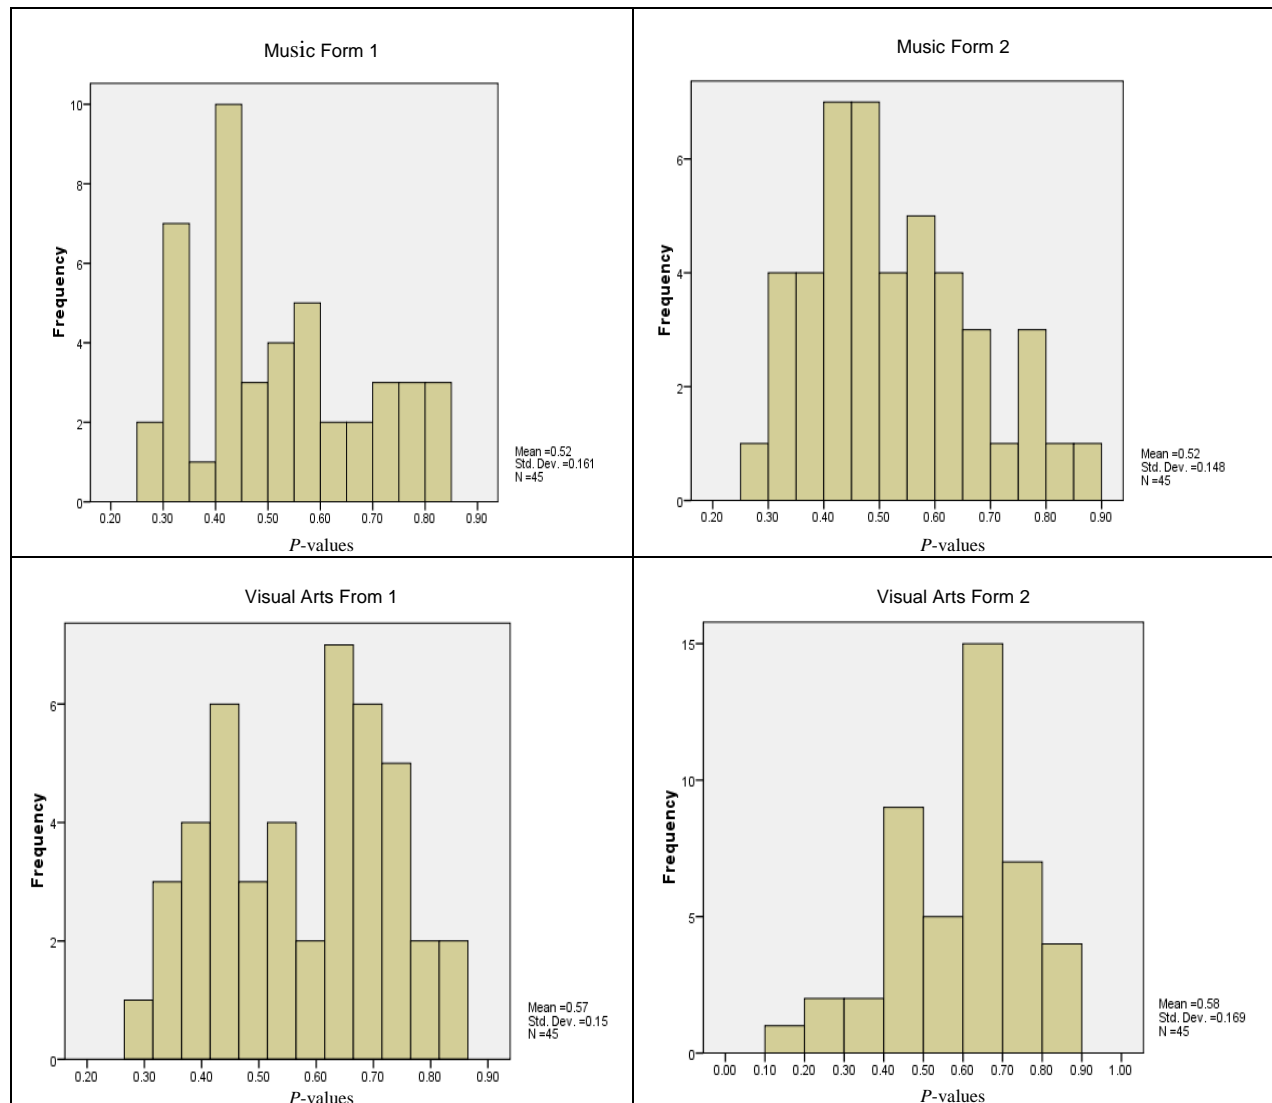 Music Form 1
10
8
6
4
2
0
Frequency
0.20 0.30 0.40 0.50 0.60 0.70 0.80 0.90
P-values
Mean =0.52
Std. Dev. =0.161
N =45
Music Form 2
6
4
2
0
Frequency
0.20 0.30 0.40 0.50 0.60 0.70 0.80 0.90
P-values
Mean =0.52
Std. Dev. =0.148
N =45
Visual Arts From 1
6
4
2
0
Frequency
0.20 0.30 0.40 0.50 0.60 0.70 0.80 0.90
P-values
Mean =0.57
Std. Dev. =0.15
N =45
Visual Arts Form 2
15
10
5
0
Frequency
0.00 0.10 0.20 0.30 0.40 0.50 0.60 0.70 0.80 0.90 1.00
P-values
Mean =0.58
Std. Dev. =0.169
N =45